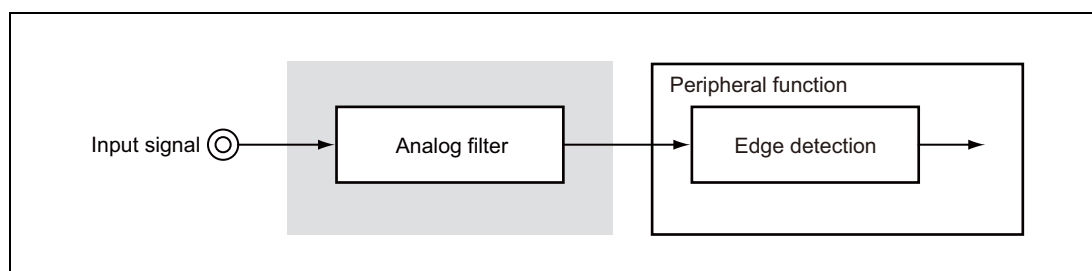 Peripheral function
Input signal
Analog filter
Edge detection